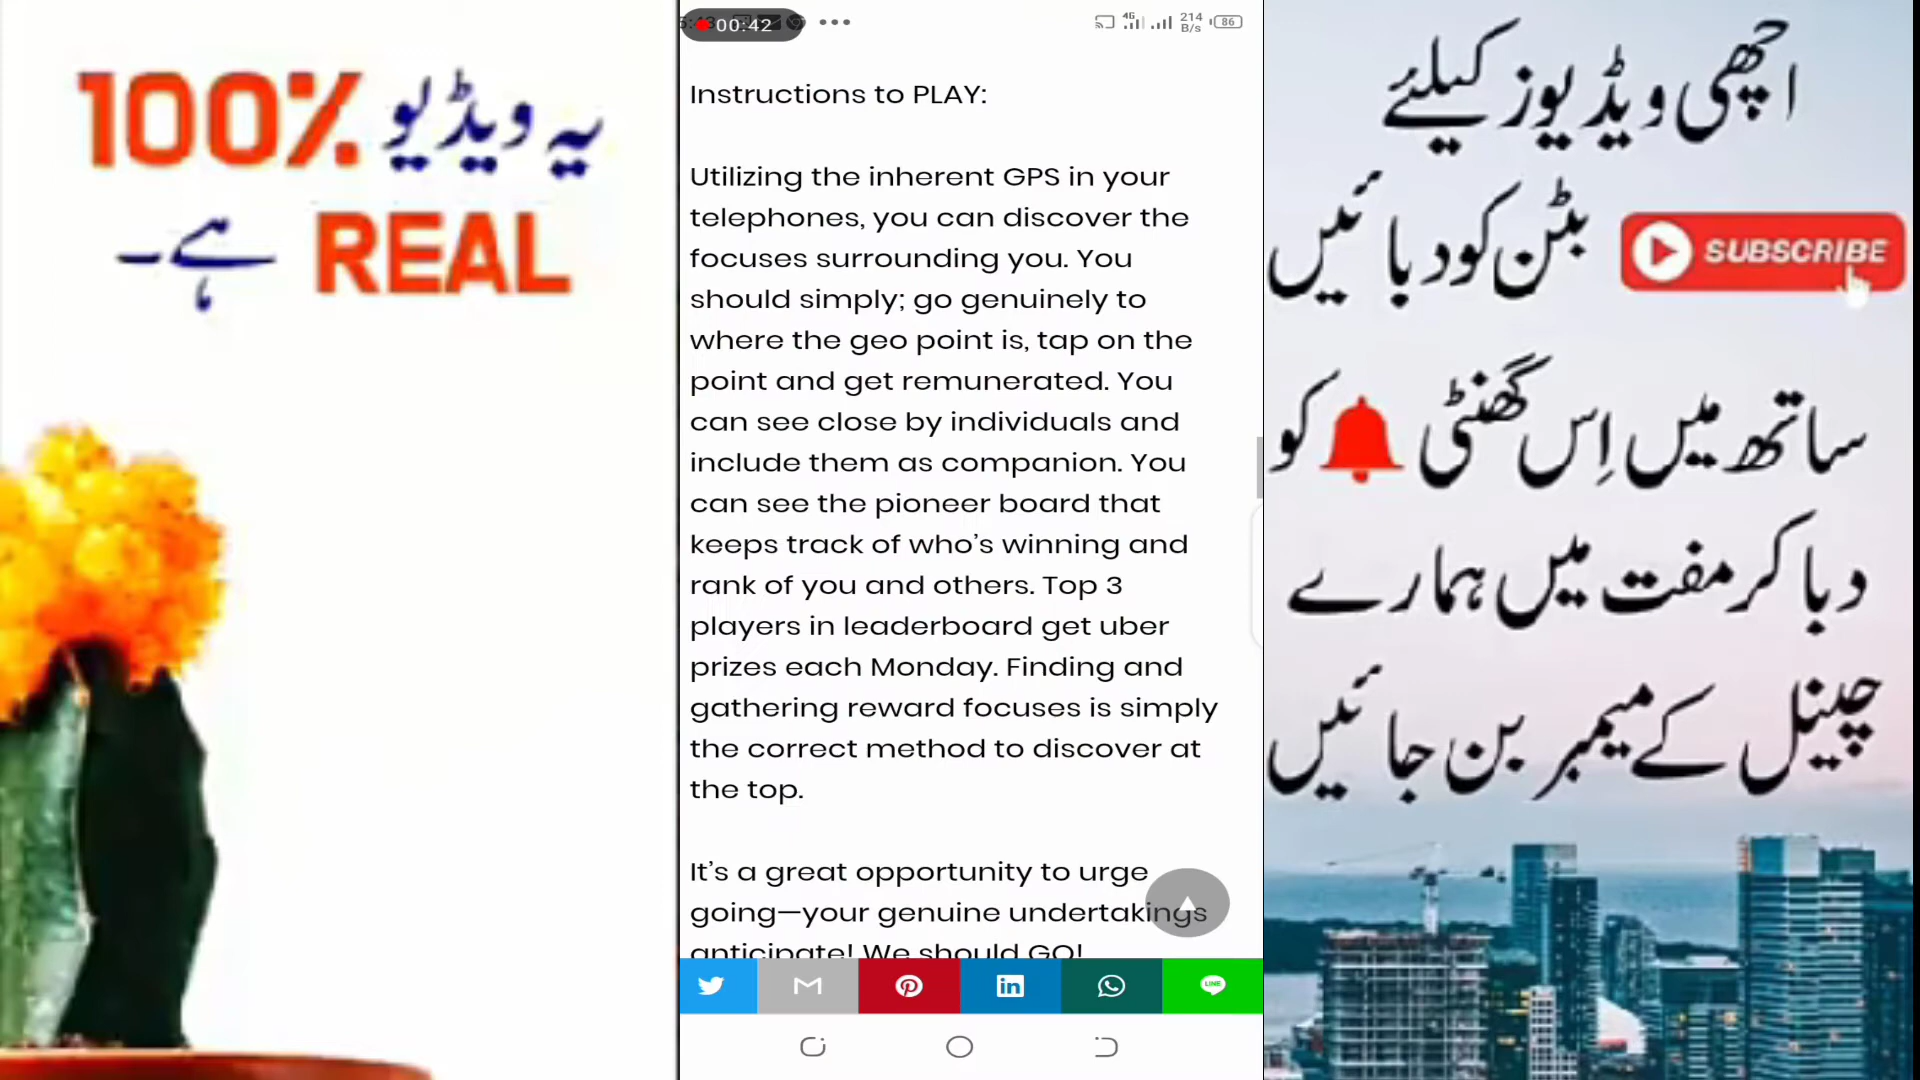 یہ ویڈیو 100%
REAL ہے۔
00:42
4G
214
B/s
86
Instructions to PLAY:
Utilizing the inherent GPS in your
telephones, you can discover the
focuses surrounding you. You
should simply; go genuinely to
where the geo point is, tap on the
point and get remunerated. You
can see close by individuals and
include them as companion. You
can see the pioneer board that
keeps track of who's winning and
rank of you and others. Top 3
players in leaderboard get uber
prizes each Monday. Finding and
gathering reward focuses is simply
the correct method to discover at
the top.
It's a great opportunity to urge
going—your genuine undertakings
anticipate! We should GO!
LINE
اچھی ویڈیوز کیلئے
SUBSCRIBE بٹن کو دبائیں
ساتھ میں اِس گھنٹی کو
دبا کر مفت میں ہمارے
چینل کے میمبر بن جائیں